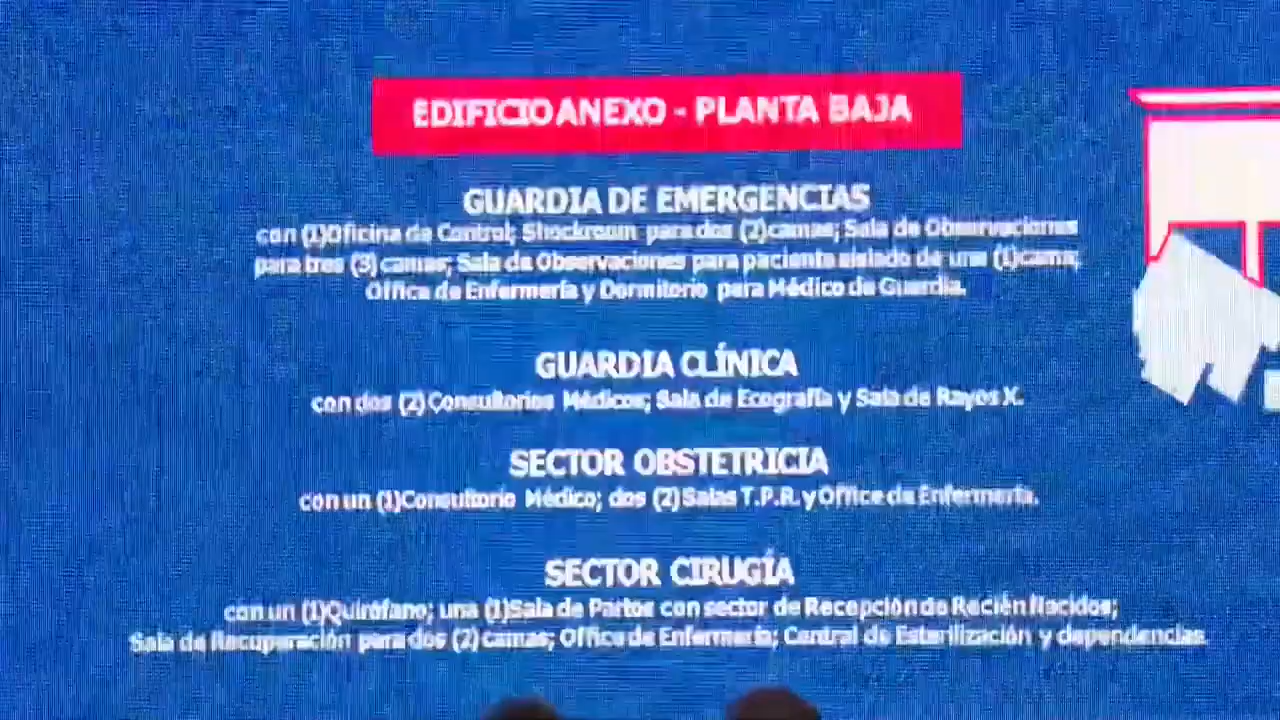 EDIFICIO ANEXO - PLANTA BAJA
GUARDIA DE EMERGENCIAS
con (1)Oficina de Control; Shockroom para dos (2)camas; Sala de Observaciones
para tres (3) camas; Sala de Observaciones para paciente aislado de una (1)cama;
Office de Enfermería y Dormitorio para Médico de Guardia.
GUARDIA CLÍNICA
con dos (2) Consultorios Médicos; Sala de Ecografía y Sala de Rayos X.
SECTOR OBSTETRICIA
con un (1)Consultorio Médico; dos (2)Salas T.P.R. y Office de Enfermería.
SECTOR CIRUGÍA
con un (1)Quirófano; una (1)Sala de Partos con sector de Recepción de Recién Nacidos;
Sala de Recuperación para dos (2) camas; Office de Enfermería; Central de Esterilización y dependencias.